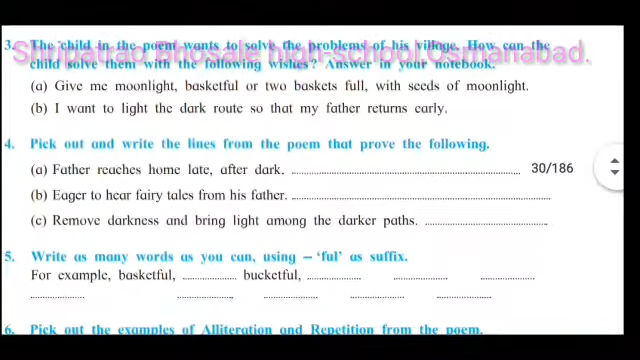 Shripatrao Bhosale high-school,Osmanabad.
3. The child in the poem wants to solve the problems of his village. How can the
child solve them with the following wishes? Answer in your notebook.
(a) Give me moonlight, basketful or two baskets full, with seeds of moonlight.
(b) I want to light the dark route so that my father returns early.
4. Pick out and write the lines from the poem that prove the following.
(a) Father reaches home late, after dark. ............................................................ 30/186
(b) Eager to hear fairy tales from his father. ............................................................
(c) Remove darkness and bring light among the darker paths. ..............................
5. Write as many words as you can, using – ‘ful’ as suffix.
For example, basketful, .............. bucketful, .............. .............. ..............
.............. .............. .............. .............. ..............
6. Pick out the examples of Alliteration and Repetition from the poem.